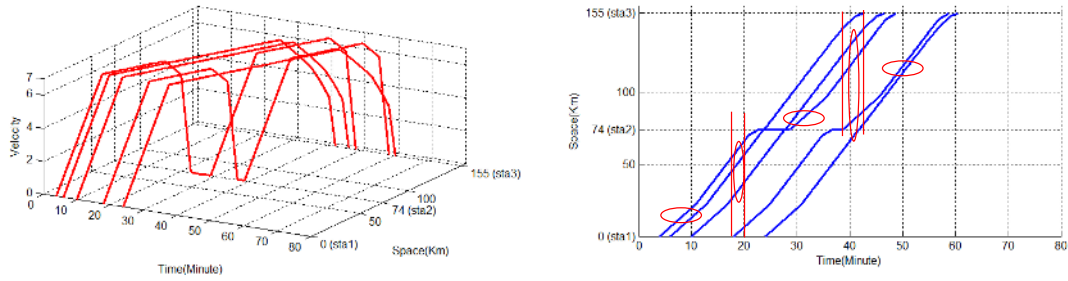 7
6
4
2
0
Velocity
0
10
20
30
40
50
60
70
80
Time(Minute)
0 (sta1)
50
74 (sta2)
100
155 (sta3)
Space(Km)
155 (sta3)
100
74 (sta2)
50
0 (sta1)
Space(Km)
0 10 20 30 40 50 60 70 80
Time(Minute)